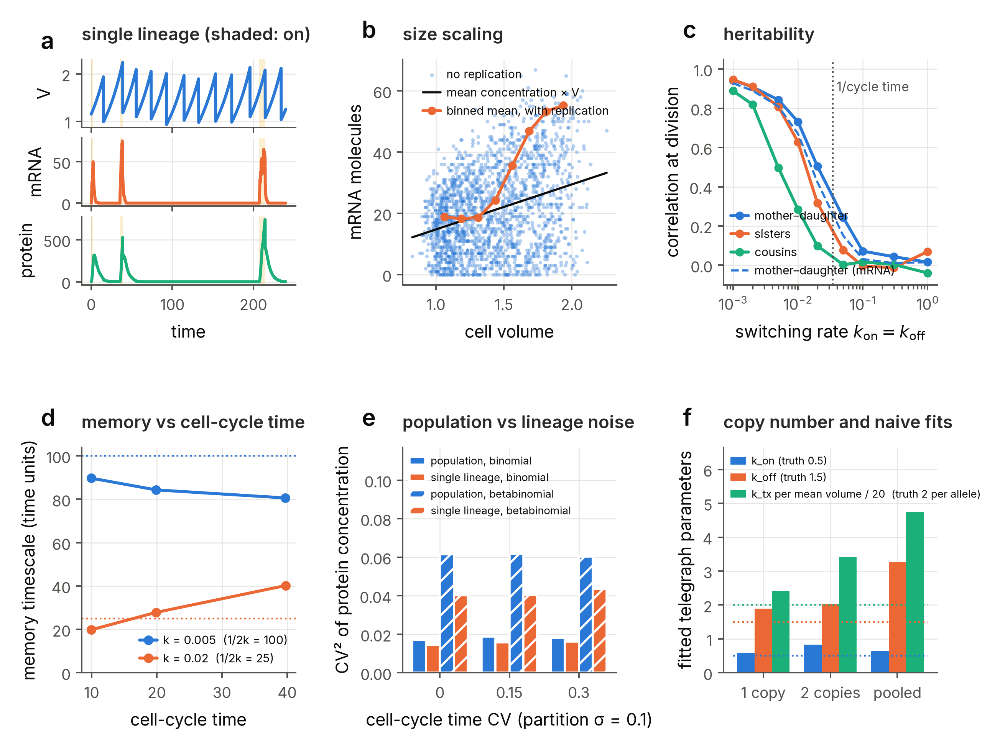 a
single lineage (shaded: on)
V
2
1
mRNA
50
0
protein
500
0
0 100 200
time
b
size scaling
no replication
mean concentration × V
binned mean, with replication
mRNA molecules
60
40
20
0
1.0 1.5 2.0
cell volume
c
heritability
1/cycle time
correlation at division
1.0
0.8
0.6
0.4
0.2
0.0
mother–daughter
sisters
cousins
mother–daughter (mRNA)
10⁻³ 10⁻² 10⁻¹ 10⁰
switching rate k_on = k_off
d
memory vs cell-cycle time
memory timescale (time units)
100
80
60
40
20
0
k = 0.005 (1/2k = 100)
k = 0.02 (1/2k = 25)
10 20 30 40
cell-cycle time
e
population vs lineage noise
population, binomial
single lineage, binomial
population, betabinomial
single lineage, betabinomial
CV² of protein concentration
0.10
0.08
0.06
0.04
0.02
0.00
0 0.15 0.3
cell-cycle time CV (partition σ = 0.1)
f
copy number and naive fits
k_on (truth 0.5)
k_off (truth 1.5)
k_tx per mean volume / 20 (truth 2 per allele)
fitted telegraph parameters
6
5
4
3
2
1
0
1 copy 2 copies pooled